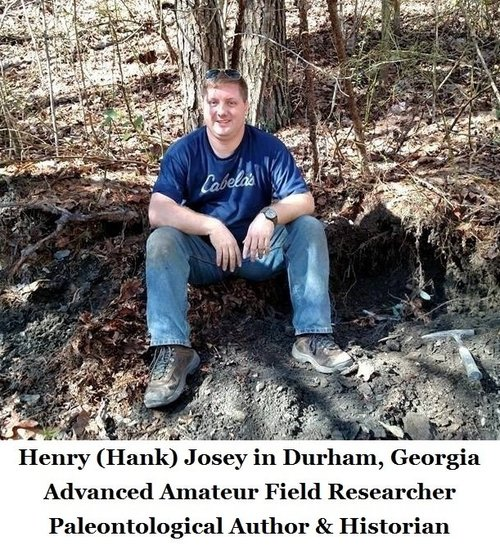 Cabela's
Henry (Hank) Josey in Durham, Georgia
Advanced Amateur Field Researcher
Paleontological Author & Historian